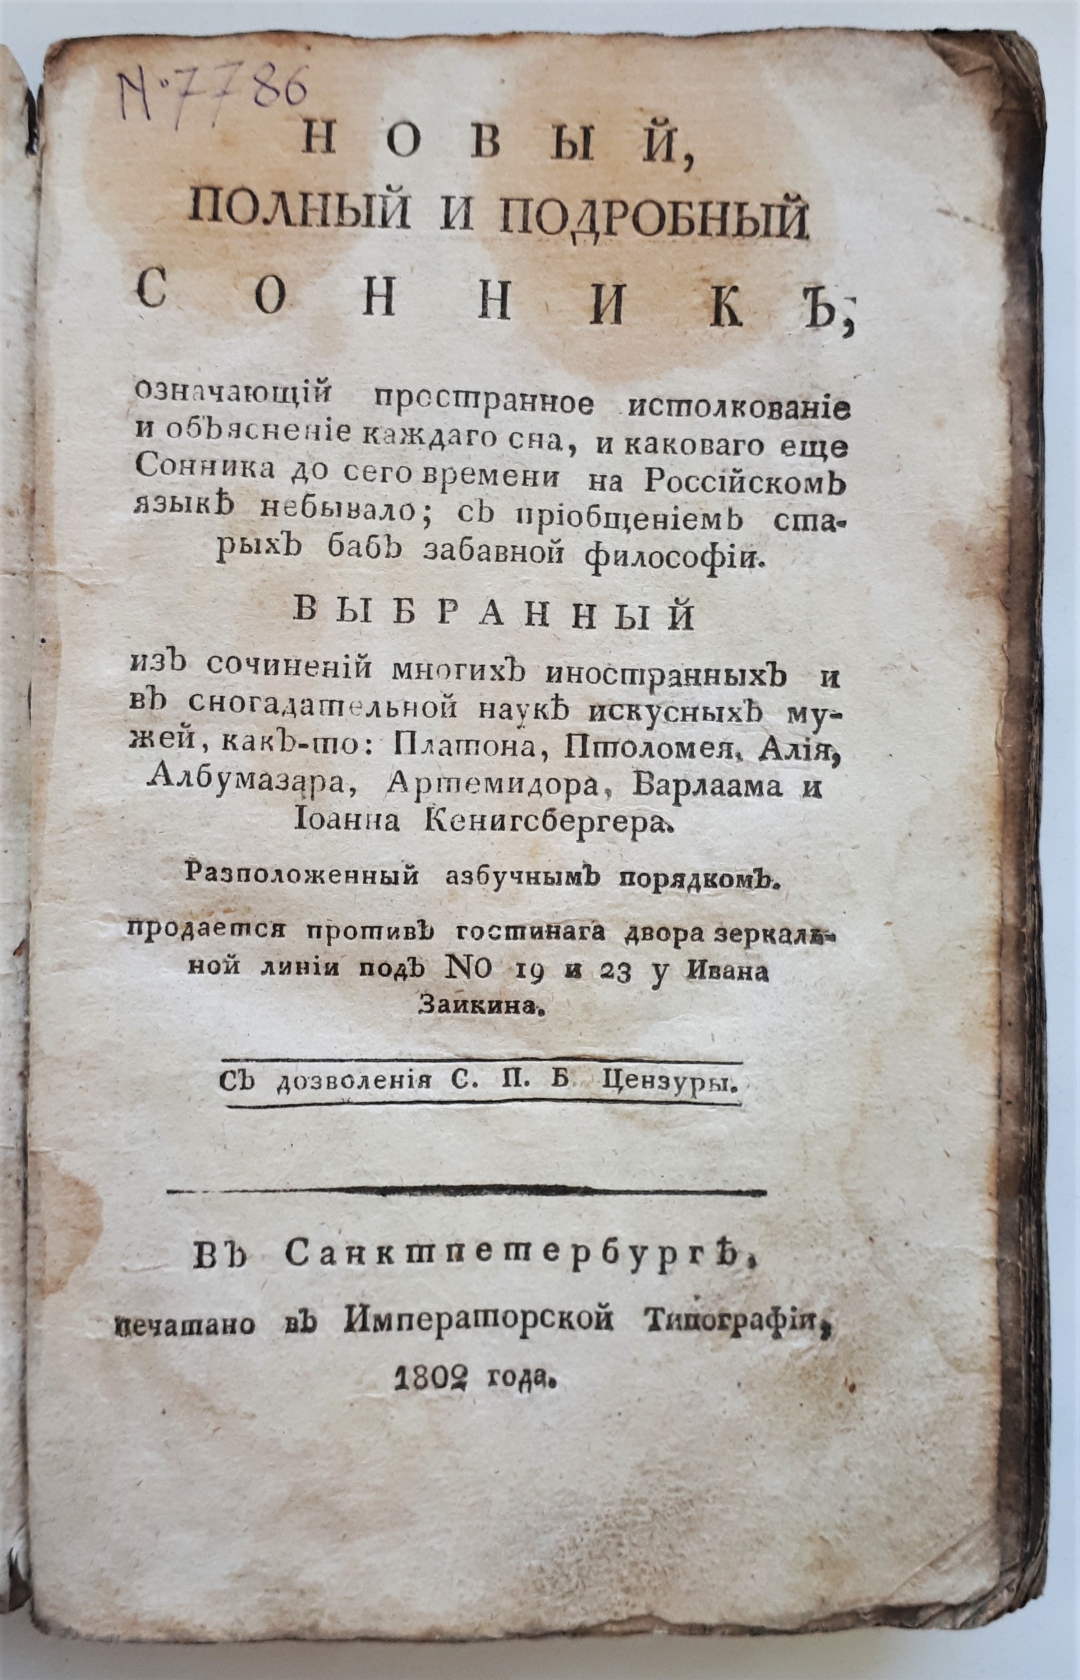 № 7786
НОВЫЙ,
ПОЛНЫЙ И ПОДРОБНЫЙ
СОННИКЪ,
означающій пространное истолкованіе
и объясненіе каждаго сна, и каковаго еще
Сонника до сего времени на Россійскомъ
языкѣ небывало; съ пріобщеніемъ ста-
рыхъ бабъ забавной философіи.
ВЫБРАННЫЙ
изъ сочиненій многихъ иностранныхъ и
въ сногадательной наукѣ искусныхъ му-
жей, какъ-то: Платона, Птоломея, Алія,
Албумазара, Артемидора, Варлаама и
Іоанна Кенигсбергера.
Разположенный азбучнымъ порядкомъ.
продается противъ гостинага двора зеркаль-
ной линіи подъ NO 19 и 23 у Ивана
Заикина.
Съ дозволенія С. П. Б. Цензуры.
Въ Санктпетербургѣ,
печатано въ Императорской Типографіи,
1802 года.